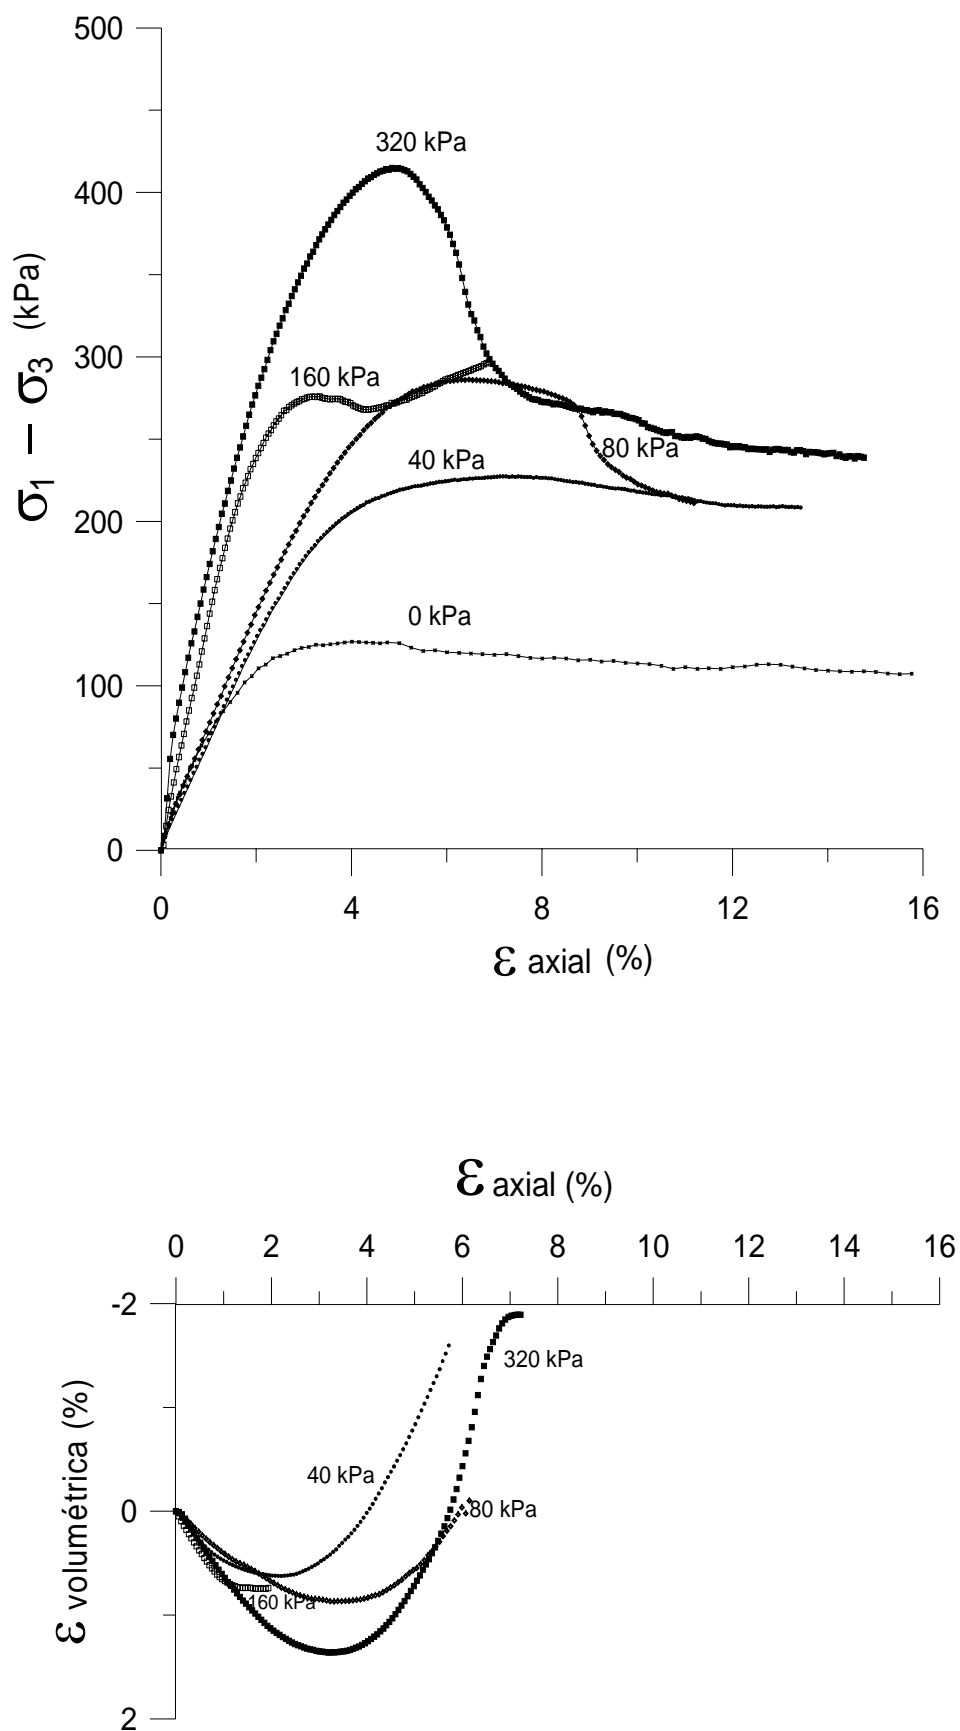 500
400
300
200
100
0
σ1 – σ3 (kPa)
320 kPa
160 kPa
80 kPa
40 kPa
0 kPa
0 4 8 12 16
ε axial (%)
ε axial (%)
0 2 4 6 8 10 12 14 16
-2
0
2
ε volumétrica (%)
320 kPa
40 kPa
80 kPa
160 kPa